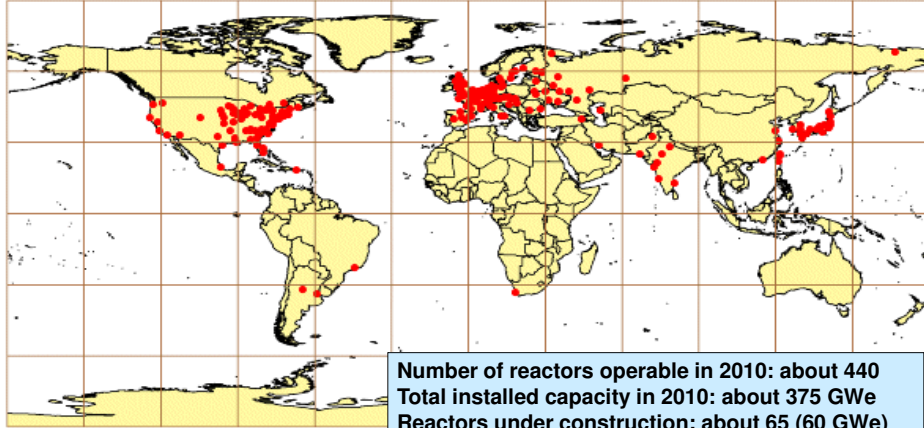 Number of reactors operable in 2010: about 440
Total installed capacity in 2010: about 375 GWe
Reactors under construction: about 65 (60 GWe)